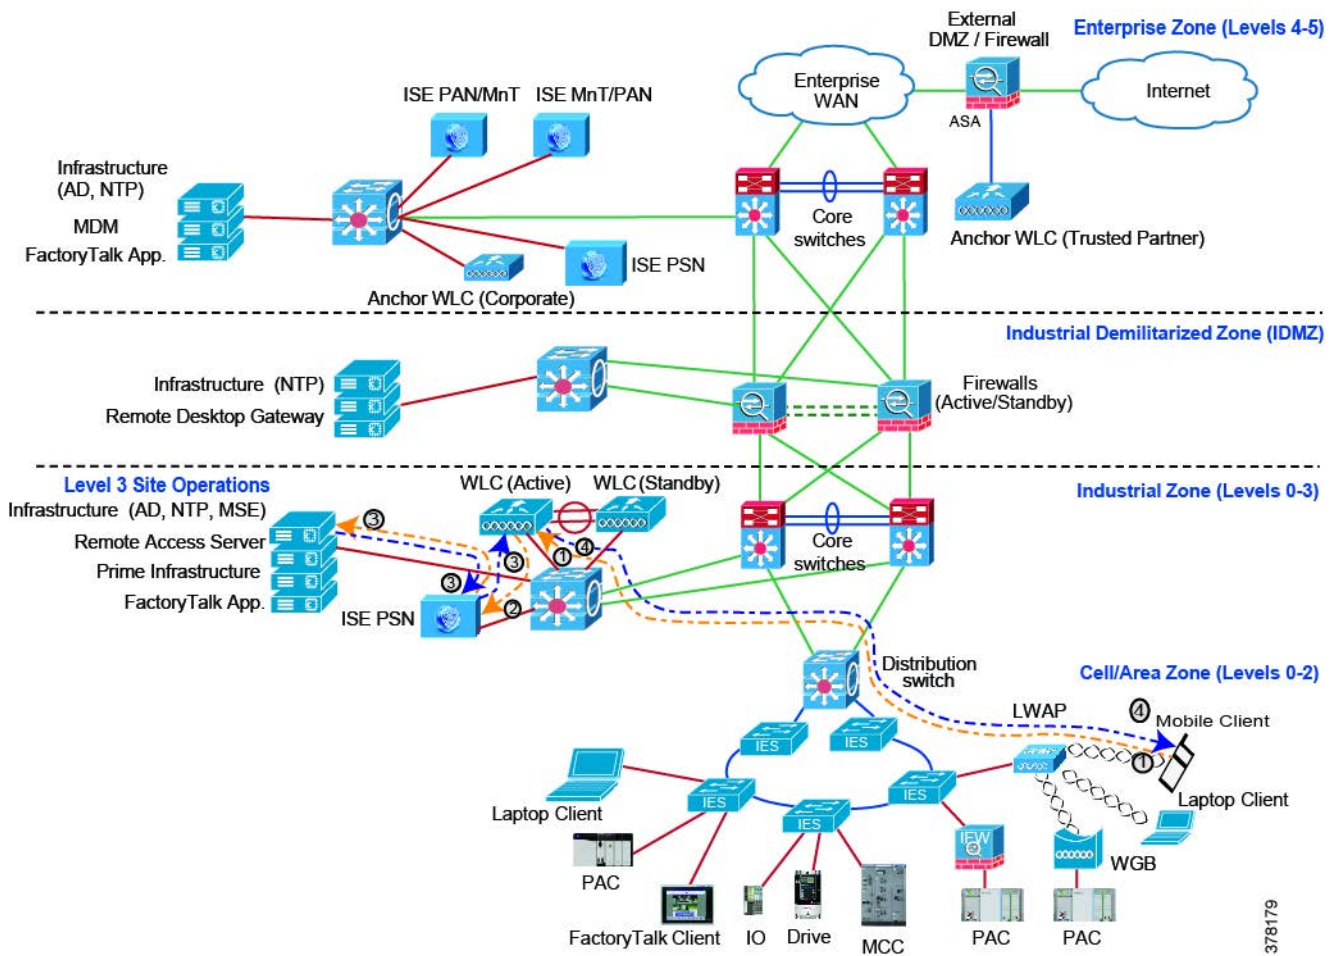 External
DMZ / Firewall
Enterprise Zone (Levels 4-5)
Enterprise
WAN
Internet
ASA
ISE PAN/MnT
ISE MnT/PAN
Infrastructure
(AD, NTP)
MDM
FactoryTalk App.
Core
switches
Anchor WLC (Trusted Partner)
ISE PSN
Anchor WLC (Corporate)
Industrial Demilitarized Zone (IDMZ)
Infrastructure (NTP)
Remote Desktop Gateway
Firewalls
(Active/Standby)
Level 3 Site Operations
WLC (Active)
WLC (Standby)
Industrial Zone (Levels 0-3)
Infrastructure (AD, NTP, MSE)
Remote Access Server
Prime Infrastructure
FactoryTalk App.
3
3
3
1
4
2
ISE PSN
Core
switches
Distribution
switch
Cell/Area Zone (Levels 0-2)
LWAP
4
Mobile Client
1
IES
IES
IES
IES
IES
Laptop Client
Laptop Client
IFW
WGB
PAC
FactoryTalk Client
IO
Drive
MCC
PAC
PAC
378179